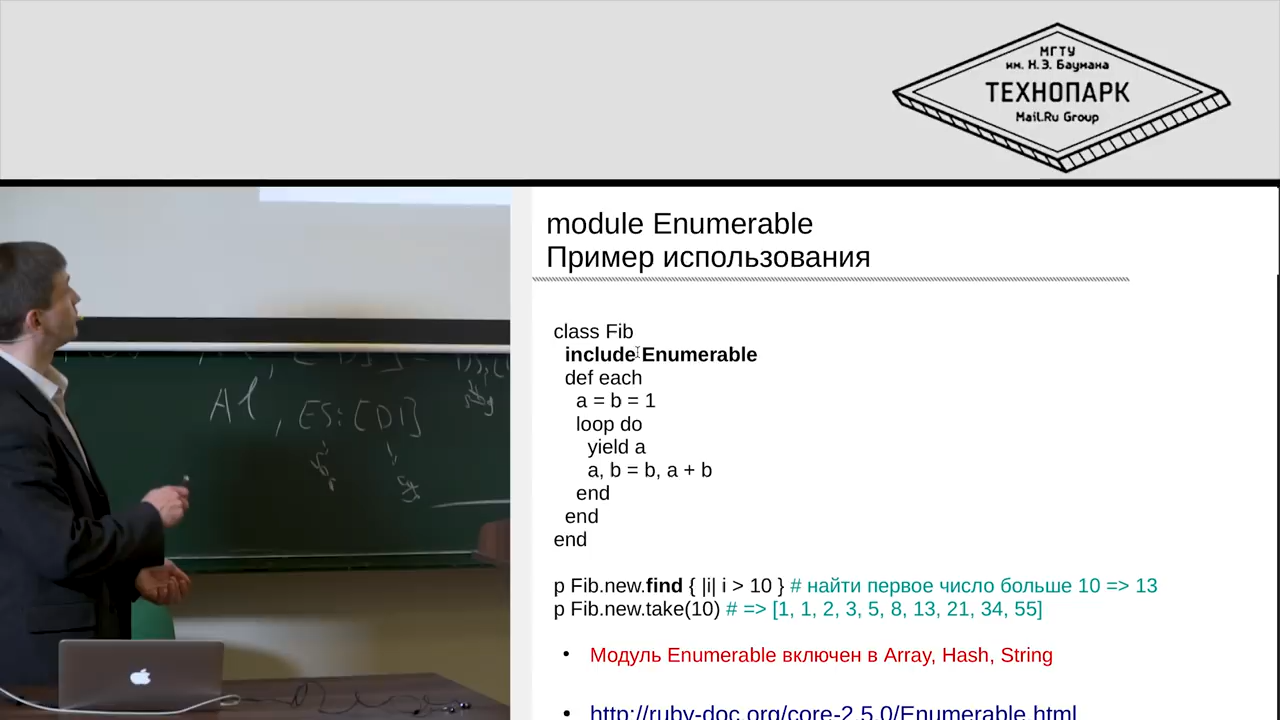 МГТУ
им. Н.Э. Баумана
ТЕХНОПАРК
Mail.Ru Group
module Enumerable
Пример использования
class Fib
include Enumerable
def each
a = b = 1
loop do
yield a
a, b = b, a + b
end
end
end
p Fib.new.find { |i| i > 10 } # найти первое число больше 10 => 13
p Fib.new.take(10) # => [1, 1, 2, 3, 5, 8, 13, 21, 34, 55]
• Модуль Enumerable включен в Array, Hash, String
• http://ruby-doc.org/core-2.5.0/Enumerable.html